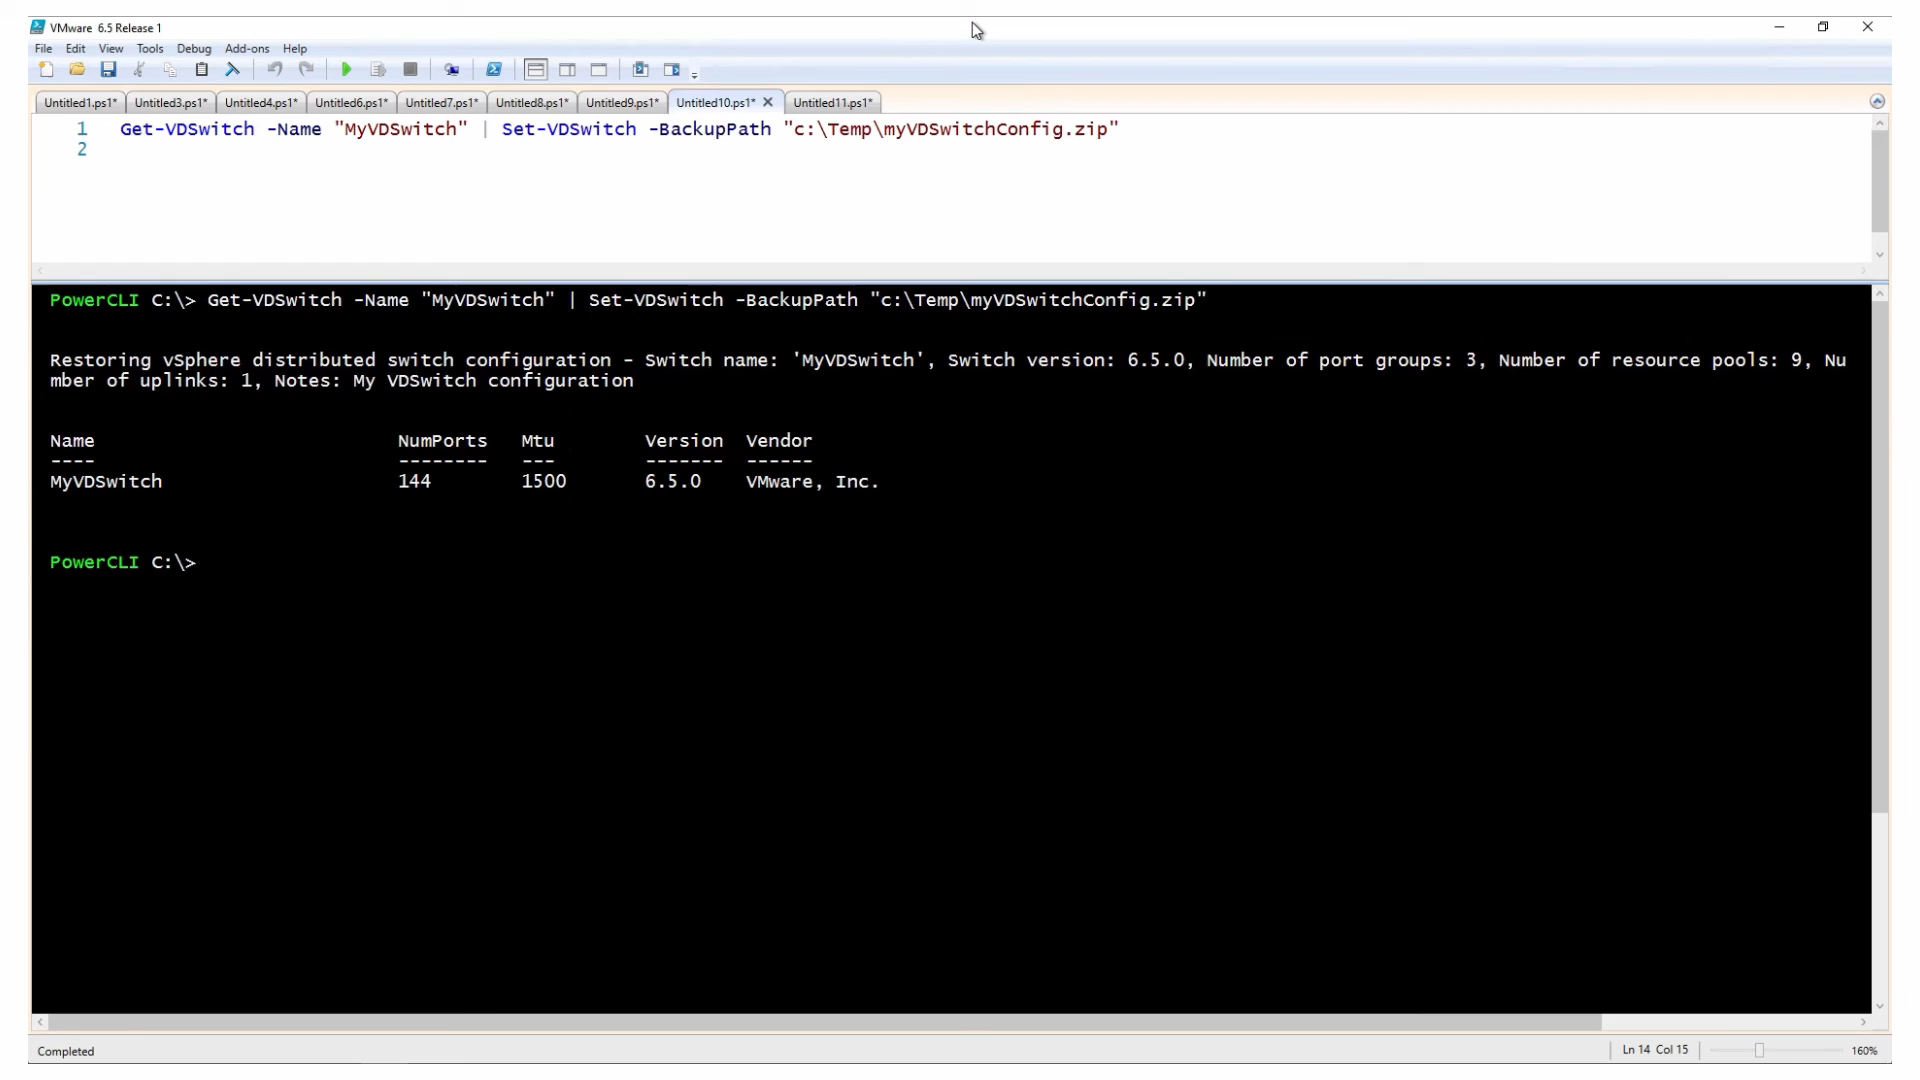 VMware 6.5 Release 1
File Edit View Tools Debug Add-ons Help
Untitled1.ps1* Untitled3.ps1* Untitled4.ps1* Untitled6.ps1* Untitled7.ps1* Untitled8.ps1* Untitled9.ps1* Untitled10.ps1* Untitled11.ps1*
1 Get-VDSwitch -Name "MyVDSwitch" | Set-VDSwitch -BackupPath "c:\Temp\myVDSwitchConfig.zip"
2
PowerCLI C:\> Get-VDSwitch -Name "MyVDSwitch" | Set-VDSwitch -BackupPath "c:\Temp\myVDSwitchConfig.zip"
Restoring vSphere distributed switch configuration - Switch name: 'MyVDSwitch', Switch version: 6.5.0, Number of port groups: 3, Number of resource pools: 9, Nu
mber of uplinks: 1, Notes: My VDSwitch configuration
Name NumPorts Mtu Version Vendor
---- -------- --- ------- ------
MyVDSwitch 144 1500 6.5.0 VMware, Inc.
PowerCLI C:\>
Completed Ln 14 Col 15 160%